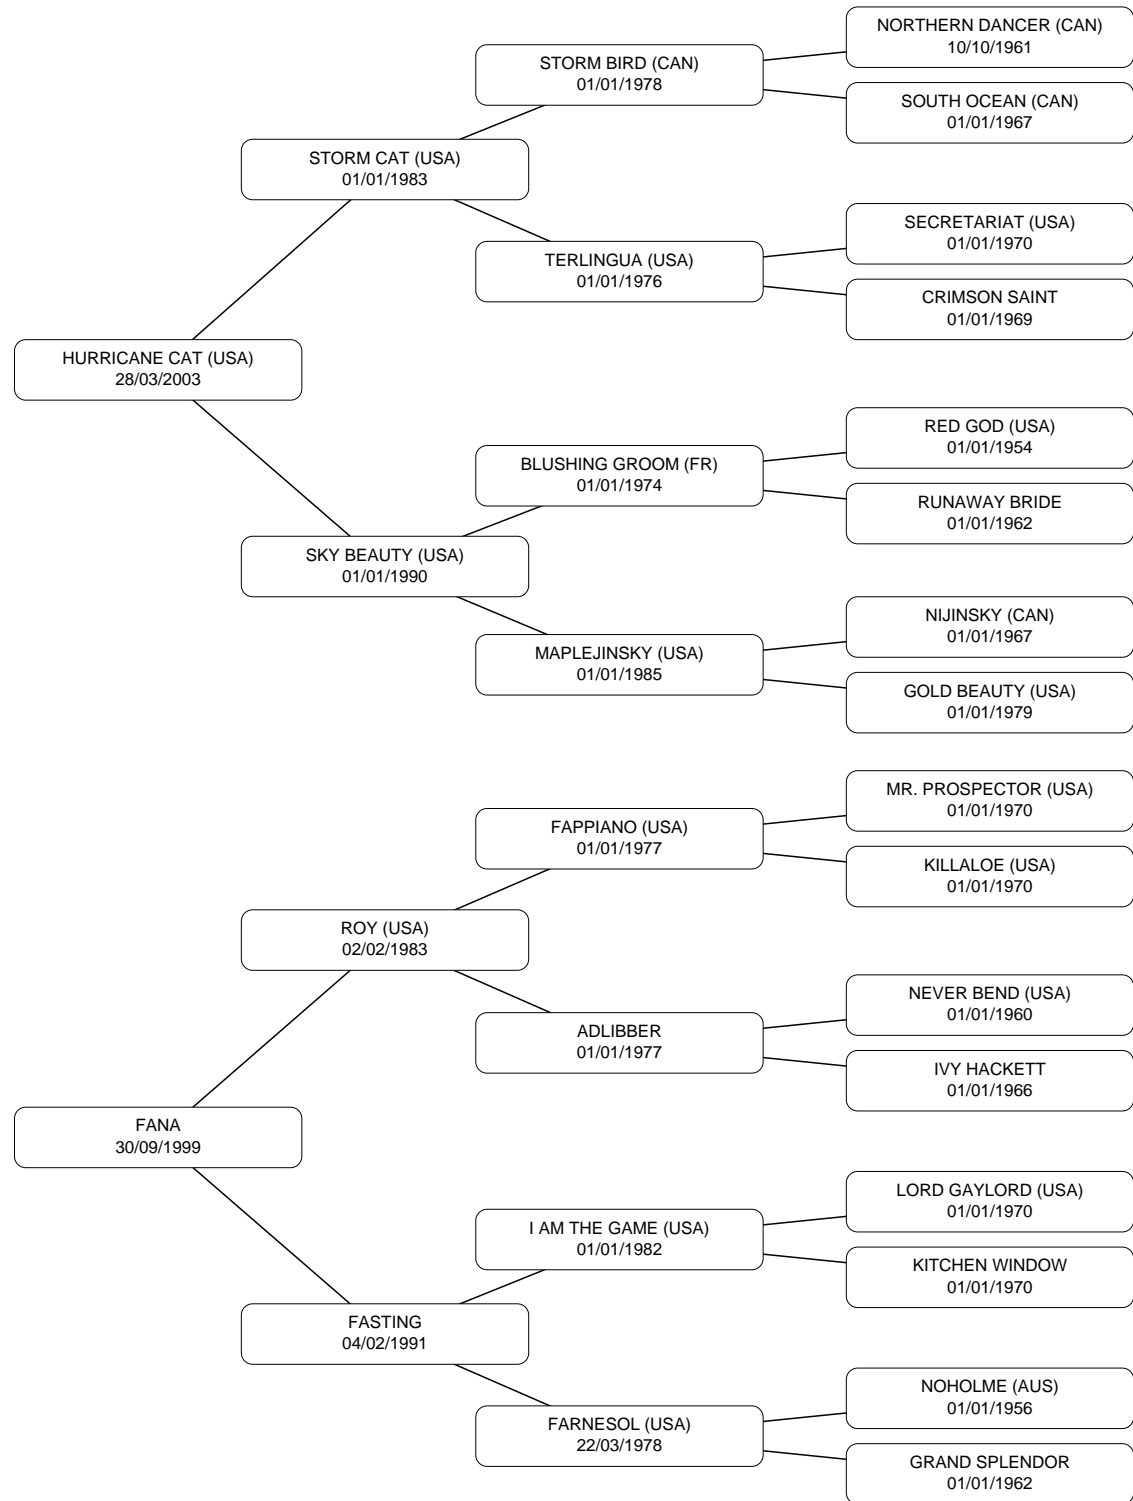 NORTHERN DANCER (CAN)
10/10/1961
STORM BIRD (CAN)
01/01/1978
SOUTH OCEAN (CAN)
01/01/1967
STORM CAT (USA)
01/01/1983
SECRETARIAT (USA)
01/01/1970
TERLINGUA (USA)
01/01/1976
CRIMSON SAINT
01/01/1969
HURRICANE CAT (USA)
28/03/2003
RED GOD (USA)
01/01/1954
BLUSHING GROOM (FR)
01/01/1974
RUNAWAY BRIDE
01/01/1962
SKY BEAUTY (USA)
01/01/1990
NIJINSKY (CAN)
01/01/1967
MAPLEJINSKY (USA)
01/01/1985
GOLD BEAUTY (USA)
01/01/1979
MR. PROSPECTOR (USA)
01/01/1970
FAPPIANO (USA)
01/01/1977
KILLALOE (USA)
01/01/1970
ROY (USA)
02/02/1983
NEVER BEND (USA)
01/01/1960
ADLIBBER
01/01/1977
IVY HACKETT
01/01/1966
FANA
30/09/1999
LORD GAYLORD (USA)
01/01/1970
I AM THE GAME (USA)
01/01/1982
KITCHEN WINDOW
01/01/1970
FASTING
04/02/1991
NOHOLME (AUS)
01/01/1956
FARNESOL (USA)
22/03/1978
GRAND SPLENDOR
01/01/1962